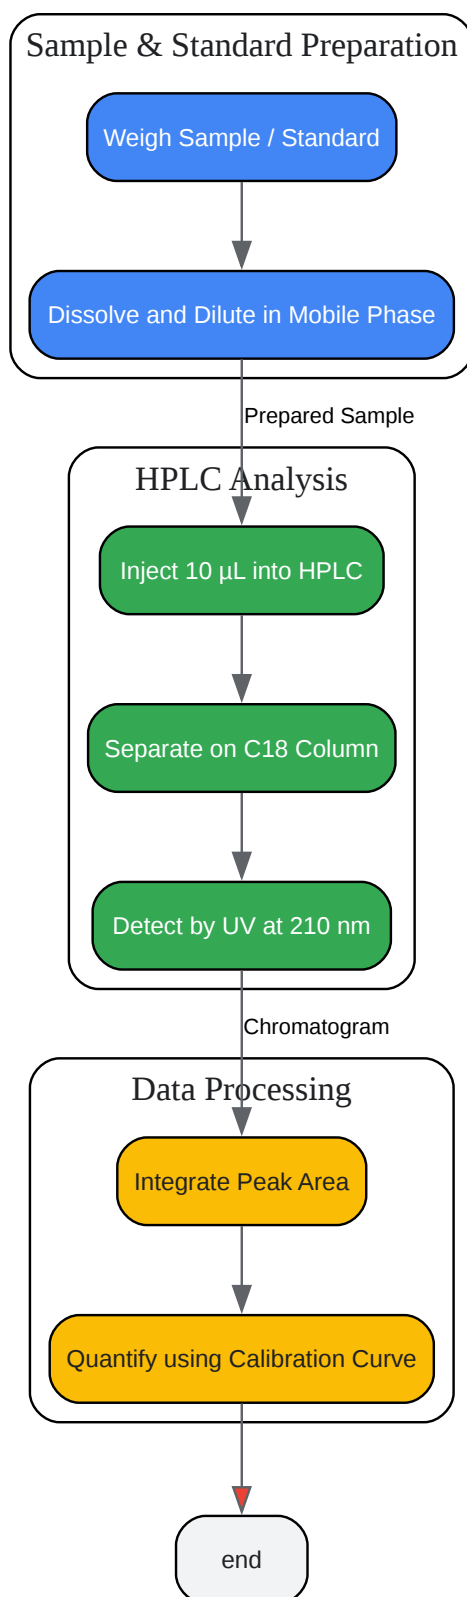 Sample & Standard Preparation
Weigh Sample / Standard
Dissolve and Dilute in Mobile Phase
Prepared Sample
HPLC Analysis
Inject 10 µL into HPLC
Separate on C18 Column
Detect by UV at 210 nm
Chromatogram
Data Processing
Integrate Peak Area
Quantify using Calibration Curve
end